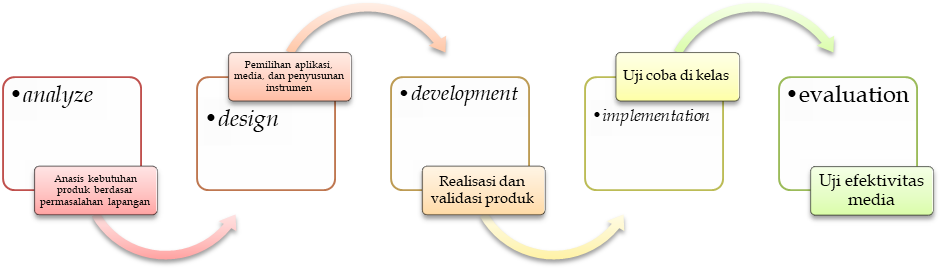 •analyze
Anasis kebutuhan
produk berdasar
permasalahan lapangan
Pemilihan aplikasi,
media, dan penyusunan
instrumen
•design
•development
Realisasi dan
validasi produk
Uji coba di kelas
•implementation
•evaluation
Uji efektivitas
media